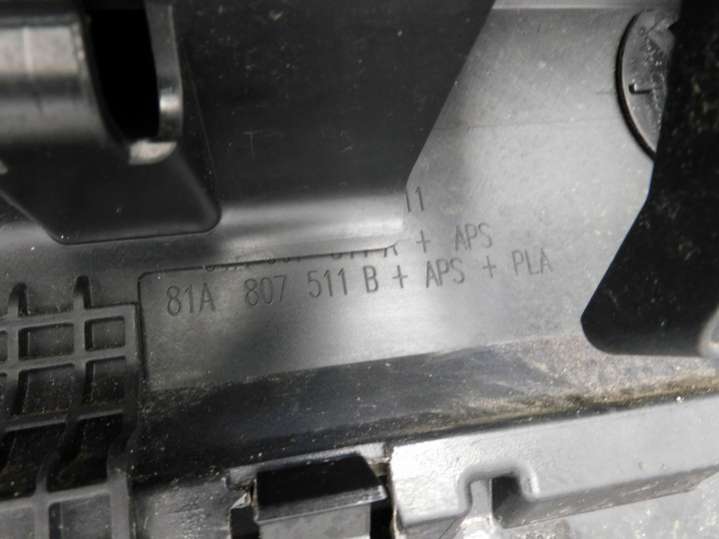 11
+ APS
81A 807 511 B + APS + PLA